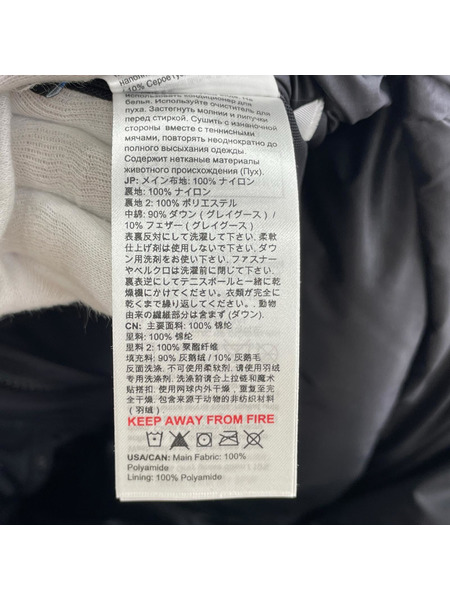 10% Серое
использовать кондиционер для
белья. Используйте очиститель для
пуха. Застегнуть молнии и липучки
перед стиркой. Сушить с изнаночной
стороны вместе с теннисными
мячами, повторять неоднократно до
полного высыхания одежды.
Содержит нетканые материалы
животного происхождения (Пух).
JP: メイン布地: 100% ナイロン
裏地: 100% ナイロン
裏地 2: 100% ポリエステル
中綿: 90% ダウン (グレイグース) /
10% フェザー (グレイグース)
表裏反対にして洗濯して下さい. 柔軟
仕上げ剤は使用しないで下さい. ダウ
ン用洗剤をお使い下さい. ファスナー
やベルクロは洗濯前に閉じて下さい.
裏表逆にしてテニスボールと一緒に乾
燥機にかけてください。衣類が完全に
乾くまで繰り返して下さい. 動物
由来の繊維部分は含まず (ダウン).
CN: 主要面料: 100% 锦纶
里料: 100% 锦纶
里料 2: 100% 聚酯纤维
填充料: 90% 灰鹅绒 / 10% 灰鹅毛
反面洗涤. 不可使用柔软剂. 请使用羽绒
专用洗涤剂. 洗涤前请合上拉链和魔术
贴搭扣. 使用网球内外干燥, 重复至完
全干燥. 包含来源于动物的非纺织材料
(羽绒)
KEEP AWAY FROM FIRE
USA/CAN: Main Fabric: 100%
Polyamide
Lining: 100% Polyamide